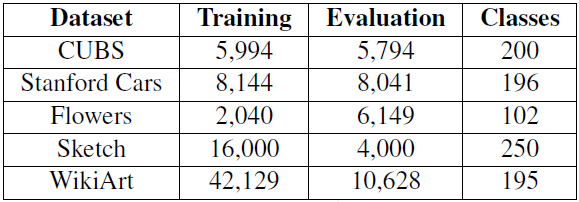 Dataset Training Evaluation Classes
CUBS 5,994 5,794 200
Stanford Cars 8,144 8,041 196
Flowers 2,040 6,149 102
Sketch 16,000 4,000 250
WikiArt 42,129 10,628 195